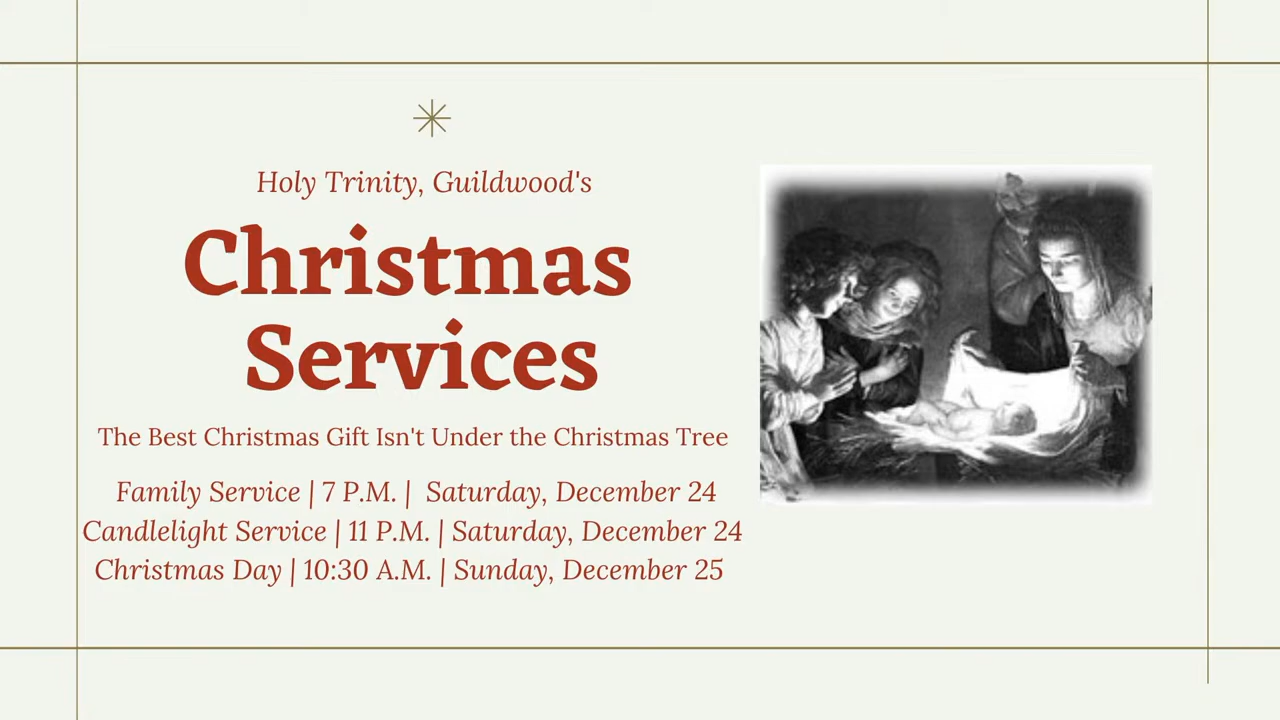 Holy Trinity, Guildwood's
Christmas
Services
The Best Christmas Gift Isn't Under the Christmas Tree
Family Service | 7 P.M. | Saturday, December 24
Candlelight Service | 11 P.M. | Saturday, December 24
Christmas Day | 10:30 A.M. | Sunday, December 25